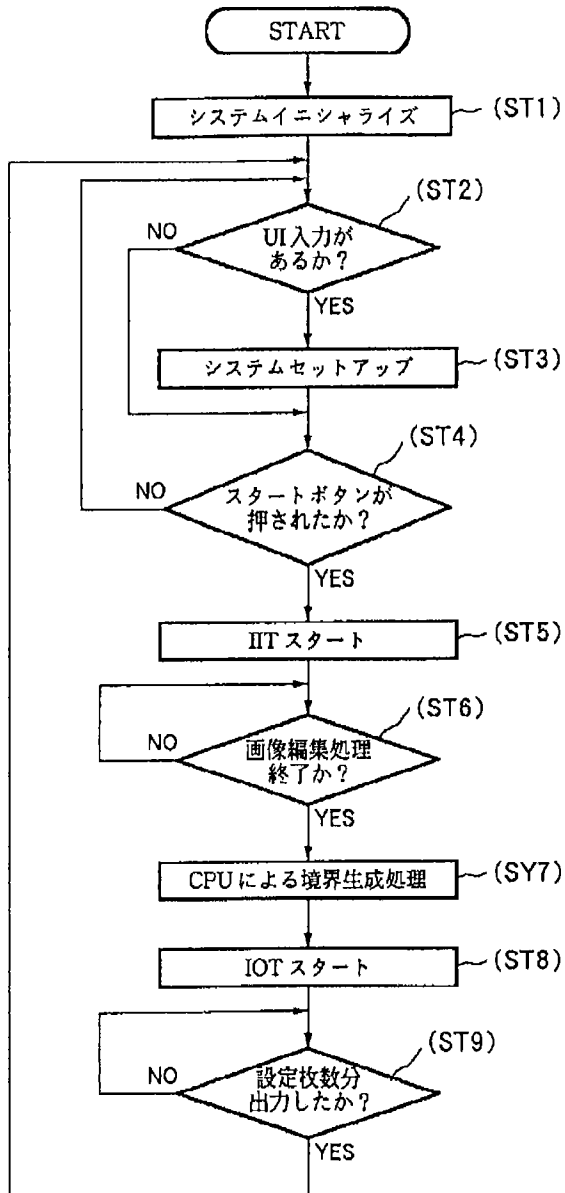 START
システムイニシャライズ
(ST1)
(ST2)
NO
UI入力が
あるか?
YES
システムセットアップ
(ST3)
(ST4)
NO
スタートボタンが
押されたか?
YES
IITスタート
(ST5)
(ST6)
NO
画像編集処理
終了か?
YES
CPUによる境界生成処理
(SY7)
IOTスタート
(ST8)
(ST9)
NO
設定枚数分
出力したか?
YES